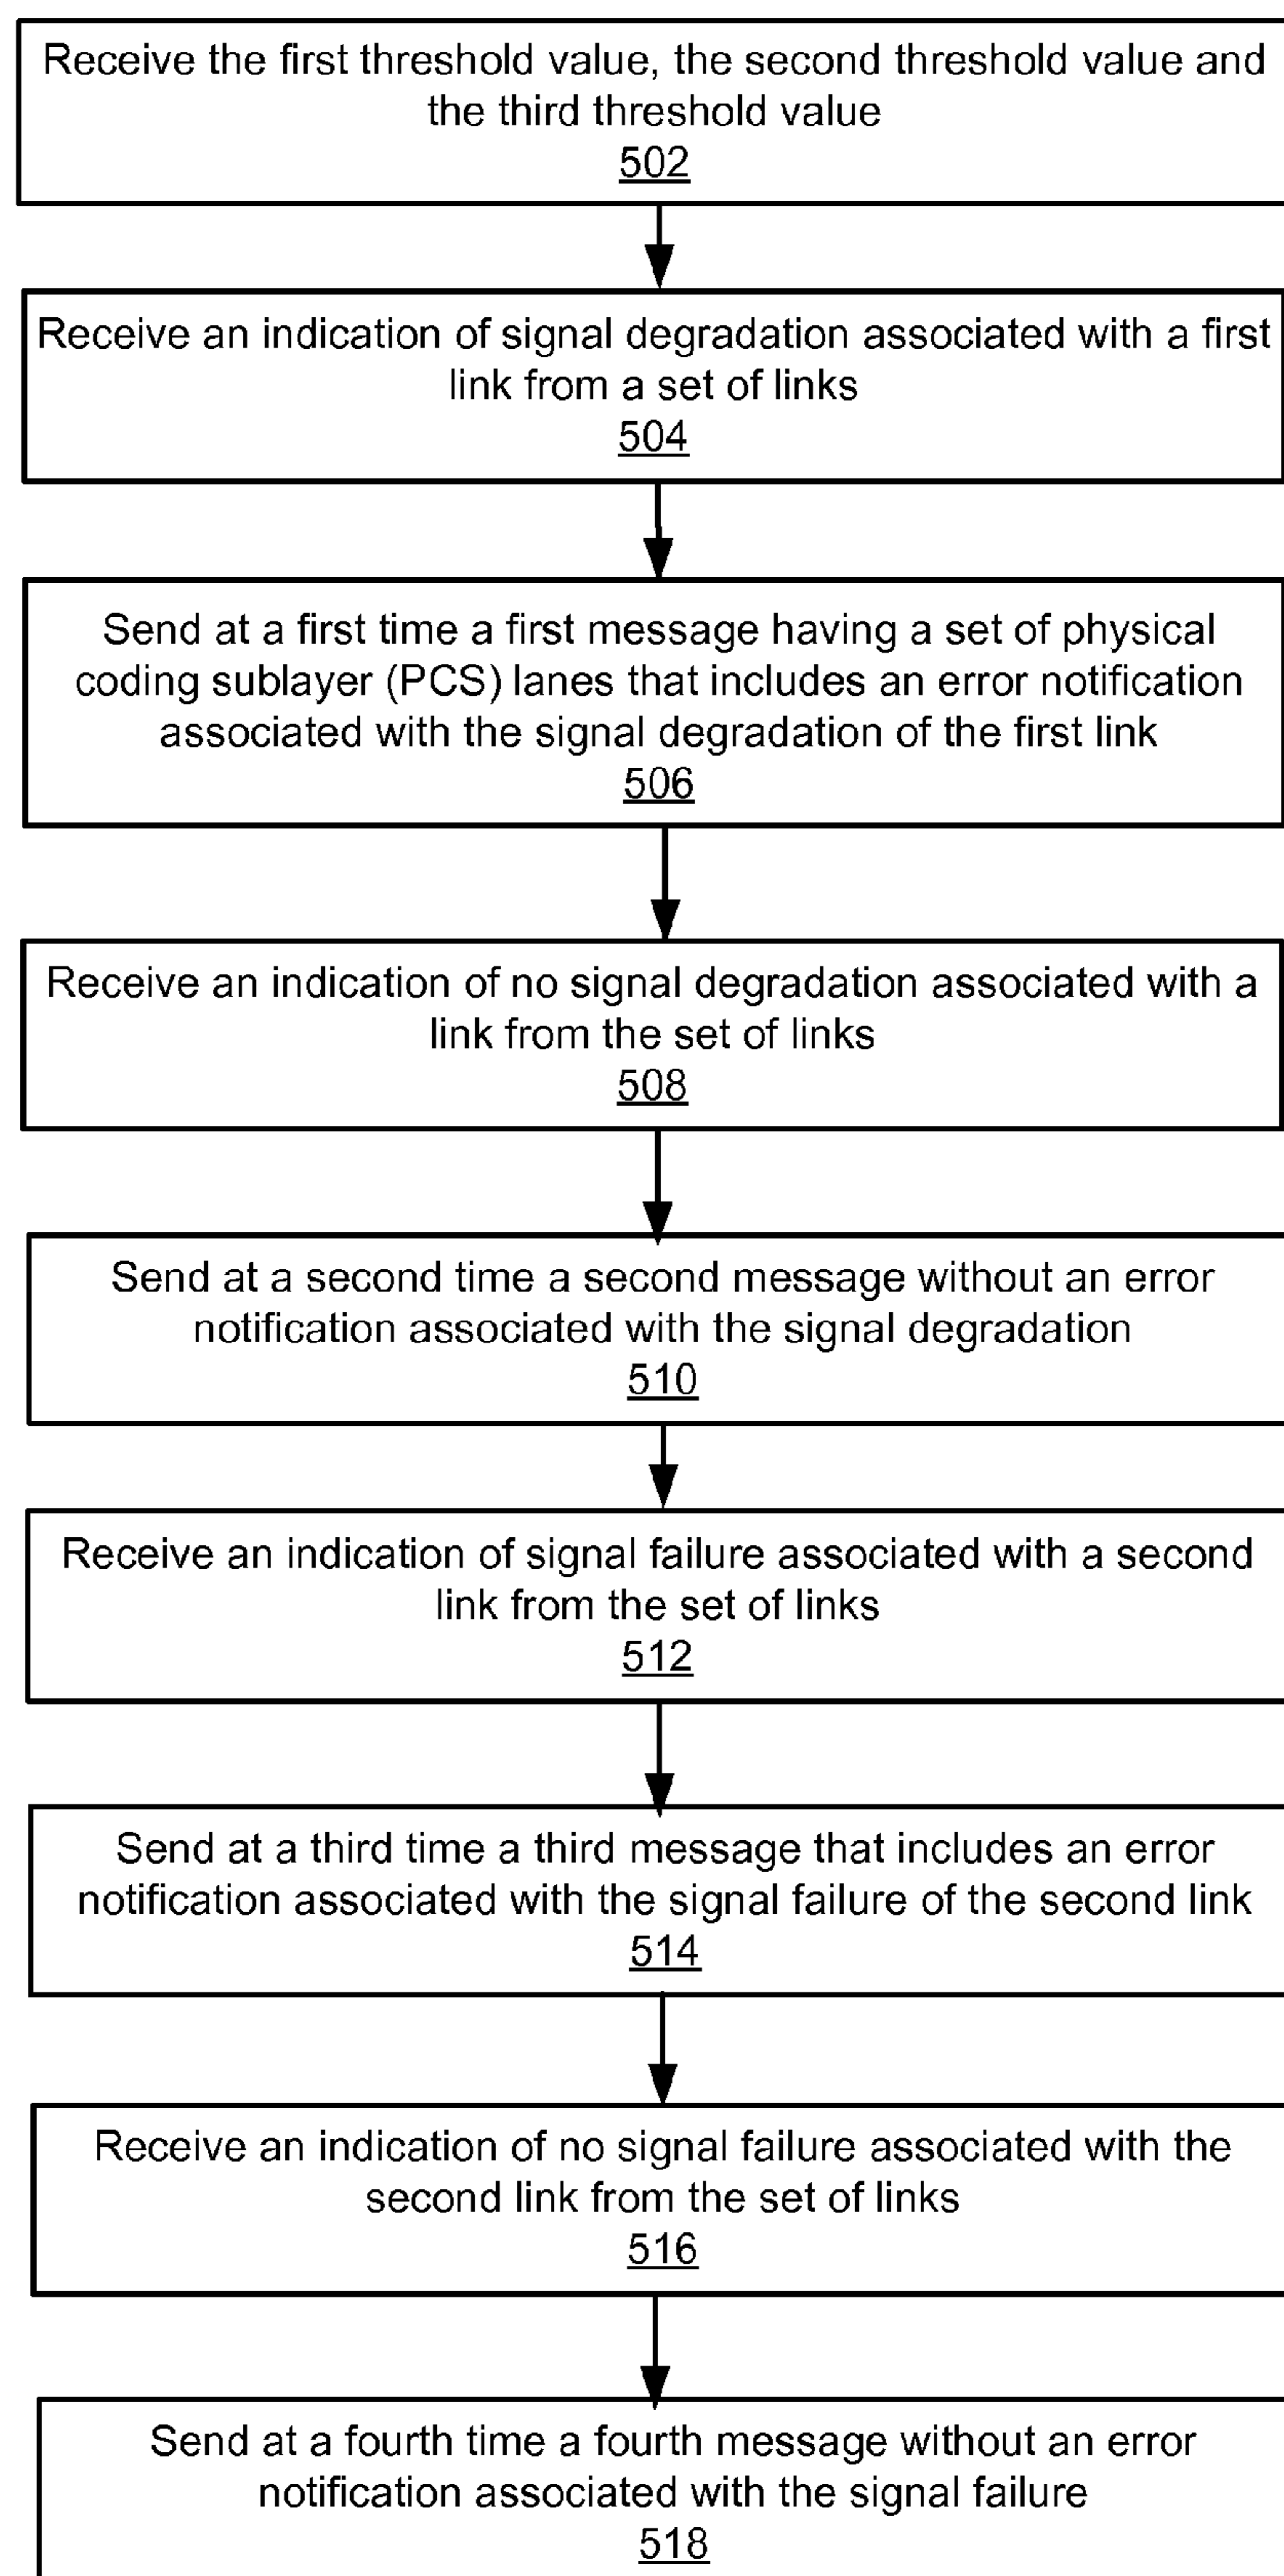 Receive the first threshold value, the second threshold value and
the third threshold value
502
Receive an indication of signal degradation associated with a first
link from a set of links
504
Send at a first time a first message having a set of physical
coding sublayer (PCS) lanes that includes an error notification
associated with the signal degradation of the first link
506
Receive an indication of no signal degradation associated with a
link from the set of links
508
Send at a second time a second message without an error
notification associated with the signal degradation
510
Receive an indication of signal failure associated with a second
link from the set of links
512
Send at a third time a third message that includes an error
notification associated with the signal failure of the second link
514
Receive an indication of no signal failure associated with the
second link from the set of links
516
Send at a fourth time a fourth message without an error
notification associated with the signal failure
518